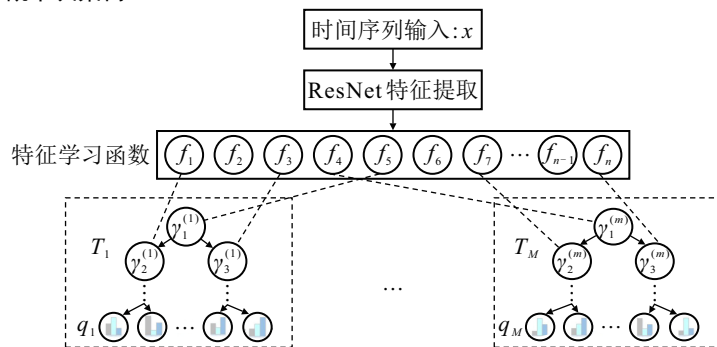 时间序列输入:x
ResNet特征提取
特征学习函数 f₁ f₂ f₃ f₄ f₅ f₆ f₇ … fₙ₋₁ fₙ
γ₁⁽¹⁾ γ₁⁽ᵐ⁾
T₁ γ₂⁽¹⁾ γ₃⁽¹⁾ T_M γ₂⁽ᵐ⁾ γ₃⁽ᵐ⁾
…
q₁ … q_M …